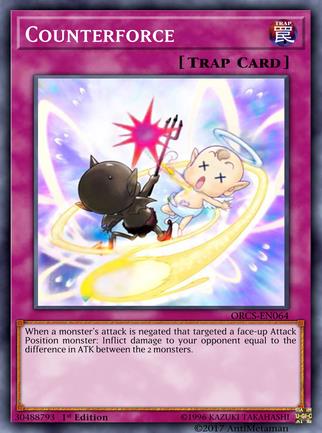 COUNTERFORCE
TRAP
罠
[TRAP CARD]
ORCS-EN064
When a monster's attack is negated that targeted a face-up Attack
Position monster: Inflict damage to your opponent equal to the
difference in ATK between the 2 monsters.
30488793 1st Edition ©1996 KAZUKI TAKAHASHI
©2017 AntiMetaman